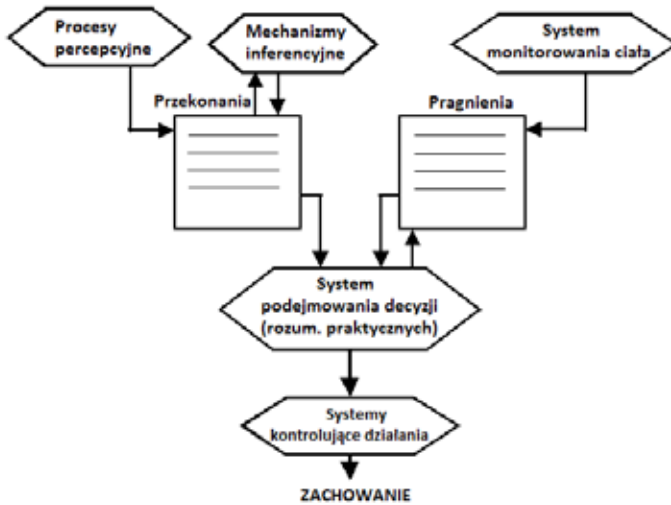 Procesy
percepcyjne
Mechanizmy
inferencyjne
System
monitorowania ciała
Przekonania
Pragnienia
System
podejmowania decyzji
(rozum. praktycznych)
Systemy
kontrolujące działania
ZACHOWANIE